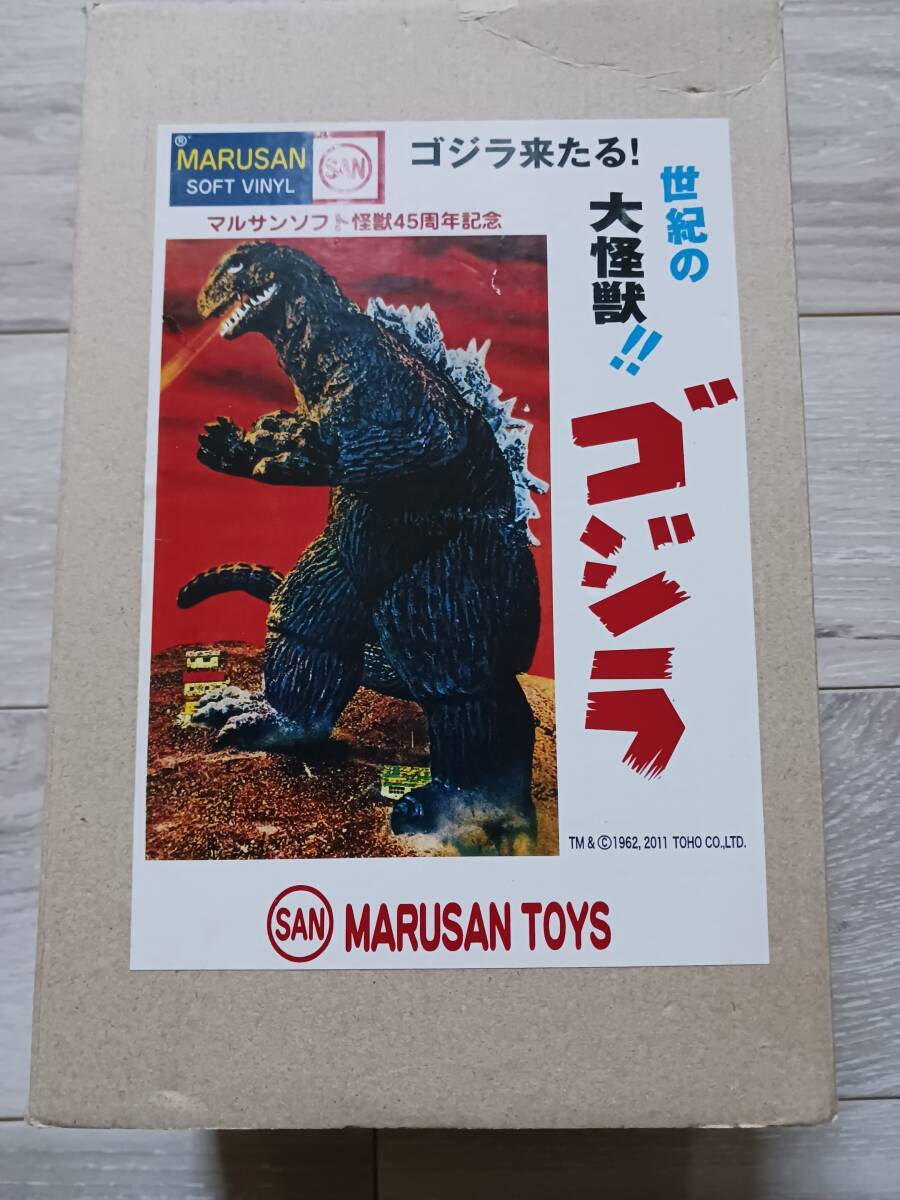 ® MARUSAN
SOFT VINYL
SAN
マルサンソフト怪獣45周年記念
ゴジラ来たる!
世紀の
大怪獣!!
ゴジラ
TM & ©1962, 2011 TOHO CO.,LTD.
SAN MARUSAN TOYS